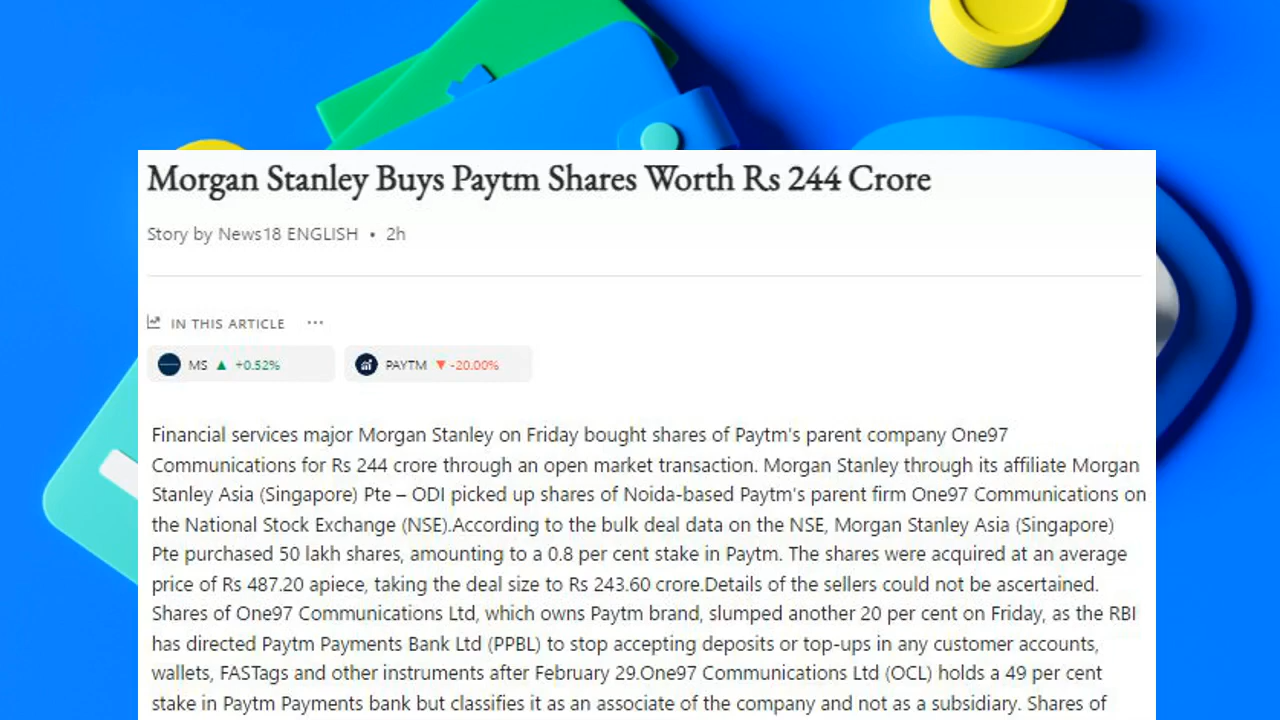 Morgan Stanley Buys Paytm Shares Worth Rs 244 Crore
Story by News18 ENGLISH • 2h
IN THIS ARTICLE ...
MS ▲ +0.52% PAYTM ▼ -20.00%
Financial services major Morgan Stanley on Friday bought shares of Paytm's parent company One97
Communications for Rs 244 crore through an open market transaction. Morgan Stanley through its affiliate Morgan
Stanley Asia (Singapore) Pte – ODI picked up shares of Noida-based Paytm's parent firm One97 Communications on
the National Stock Exchange (NSE).According to the bulk deal data on the NSE, Morgan Stanley Asia (Singapore)
Pte purchased 50 lakh shares, amounting to a 0.8 per cent stake in Paytm. The shares were acquired at an average
price of Rs 487.20 apiece, taking the deal size to Rs 243.60 crore.Details of the sellers could not be ascertained.
Shares of One97 Communications Ltd, which owns Paytm brand, slumped another 20 per cent on Friday, as the RBI
has directed Paytm Payments Bank Ltd (PPBL) to stop accepting deposits or top-ups in any customer accounts,
wallets, FASTags and other instruments after February 29.One97 Communications Ltd (OCL) holds a 49 per cent
stake in Paytm Payments bank but classifies it as an associate of the company and not as a subsidiary. Shares of